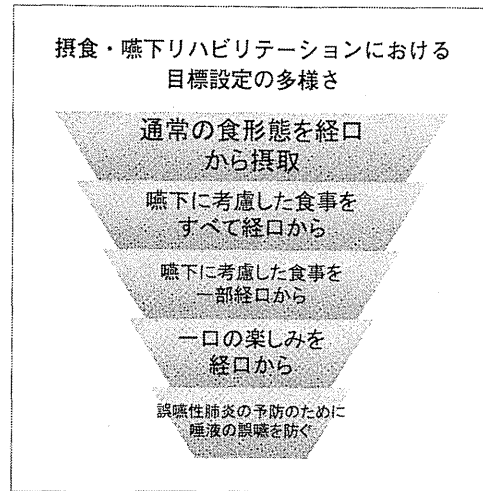 摂食・嚥下リハビリテーションにおける
目標設定の多様さ
通常の食形態を経口
から摂取
嚥下に考慮した食事を
すべて経口から
嚥下に考慮した食事を
一部経口から
一口の楽しみを
経口から
誤嚥性肺炎の予防のために
唾液の誤嚥を防ぐ